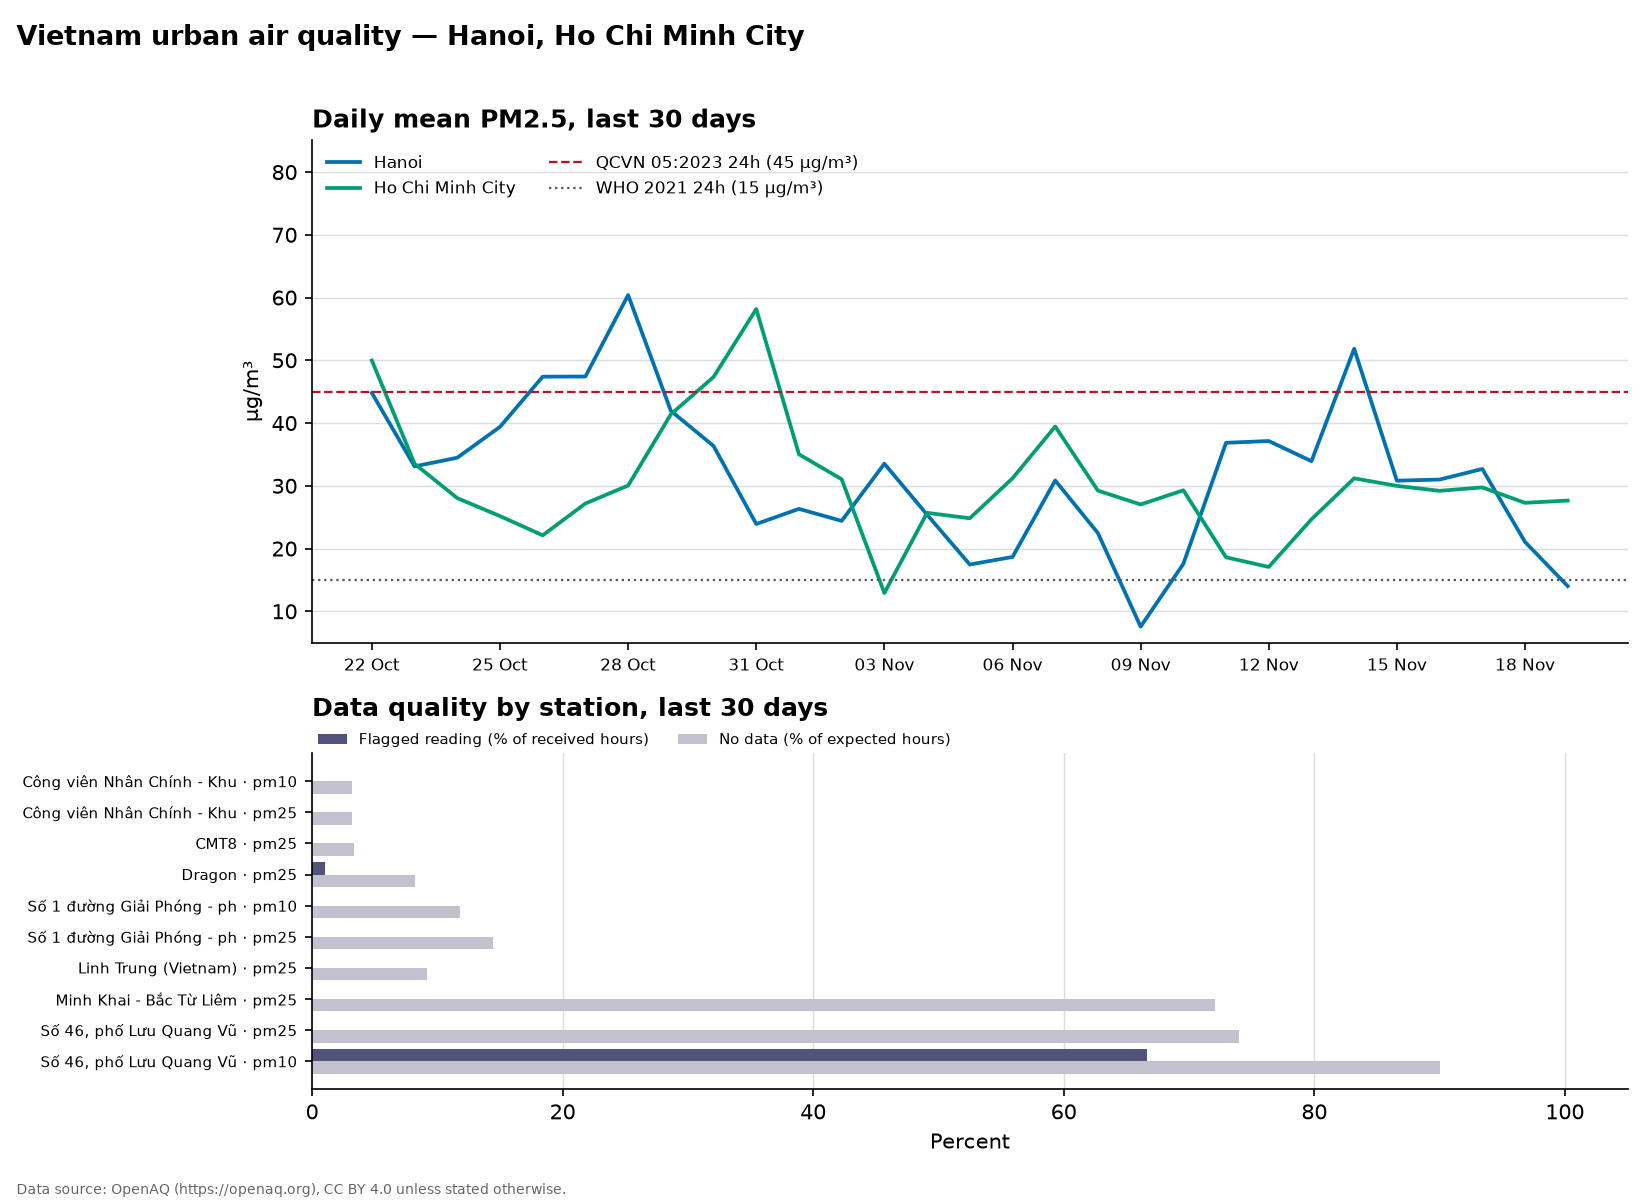 Vietnam urban air quality — Hanoi, Ho Chi Minh City
Daily mean PM2.5, last 30 days
Hanoi
Ho Chi Minh City
QCVN 05:2023 24h (45 µg/m³)
WHO 2021 24h (15 µg/m³)
µg/m³
80
70
60
50
40
30
20
10
22 Oct 25 Oct 28 Oct 31 Oct 03 Nov 06 Nov 09 Nov 12 Nov 15 Nov 18 Nov
Data quality by station, last 30 days
Flagged reading (% of received hours) No data (% of expected hours)
Công viên Nhân Chính - Khu · pm10
Công viên Nhân Chính - Khu · pm25
CMT8 · pm25
Dragon · pm25
Số 1 đường Giải Phóng - ph · pm10
Số 1 đường Giải Phóng - ph · pm25
Linh Trung (Vietnam) · pm25
Minh Khai - Bắc Từ Liêm · pm25
Số 46, phố Lưu Quang Vũ · pm25
Số 46, phố Lưu Quang Vũ · pm10
0 20 40 60 80 100
Percent
Data source: OpenAQ (https://openaq.org), CC BY 4.0 unless stated otherwise.